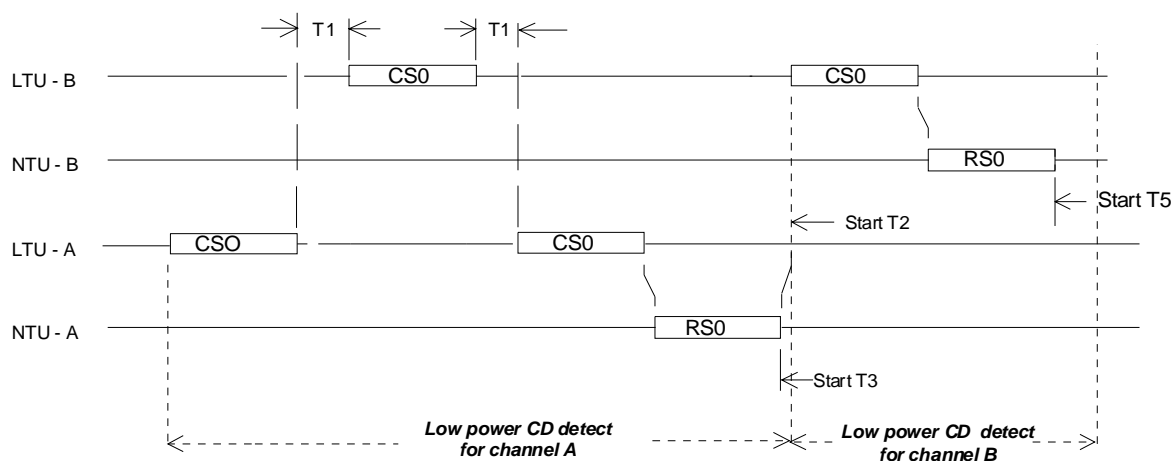 T1 T1
LTU - B CS0 CS0
NTU - B RS0
Start T5
Start T2
LTU - A CSO CS0
NTU - A RS0
Start T3
Low power CD detect
for channel A
Low power CD detect
for channel B